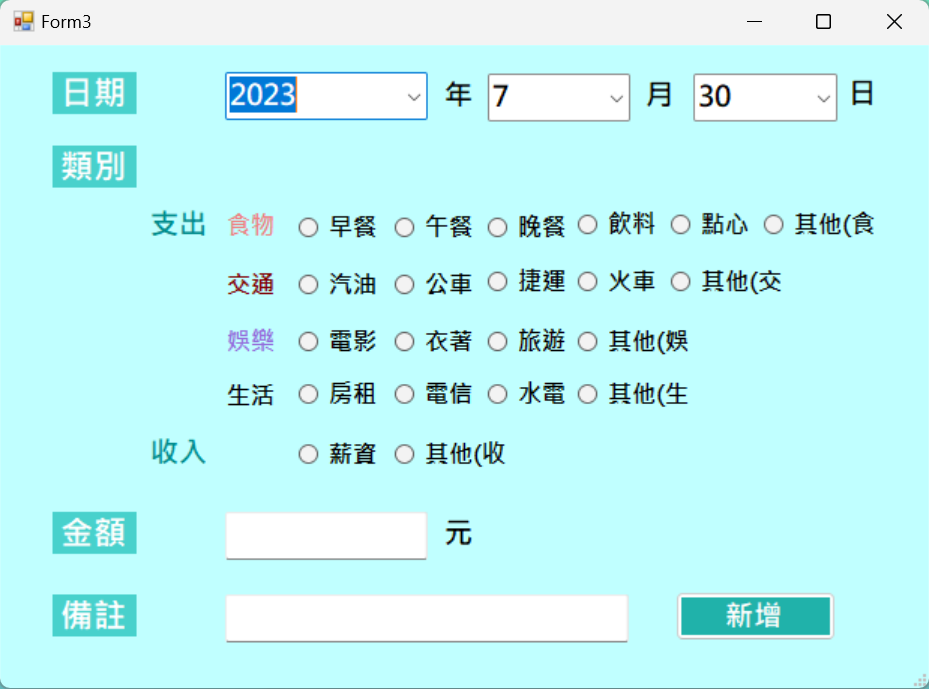 Form3
日期 2023 年 7 月 30 日
類別
支出 食物 早餐 午餐 晚餐 飲料 點心 其他(食
交通 汽油 公車 捷運 火車 其他(交
娛樂 電影 衣著 旅遊 其他(娛
生活 房租 電信 水電 其他(生
收入 薪資 其他(收
金額 元
備註 新增